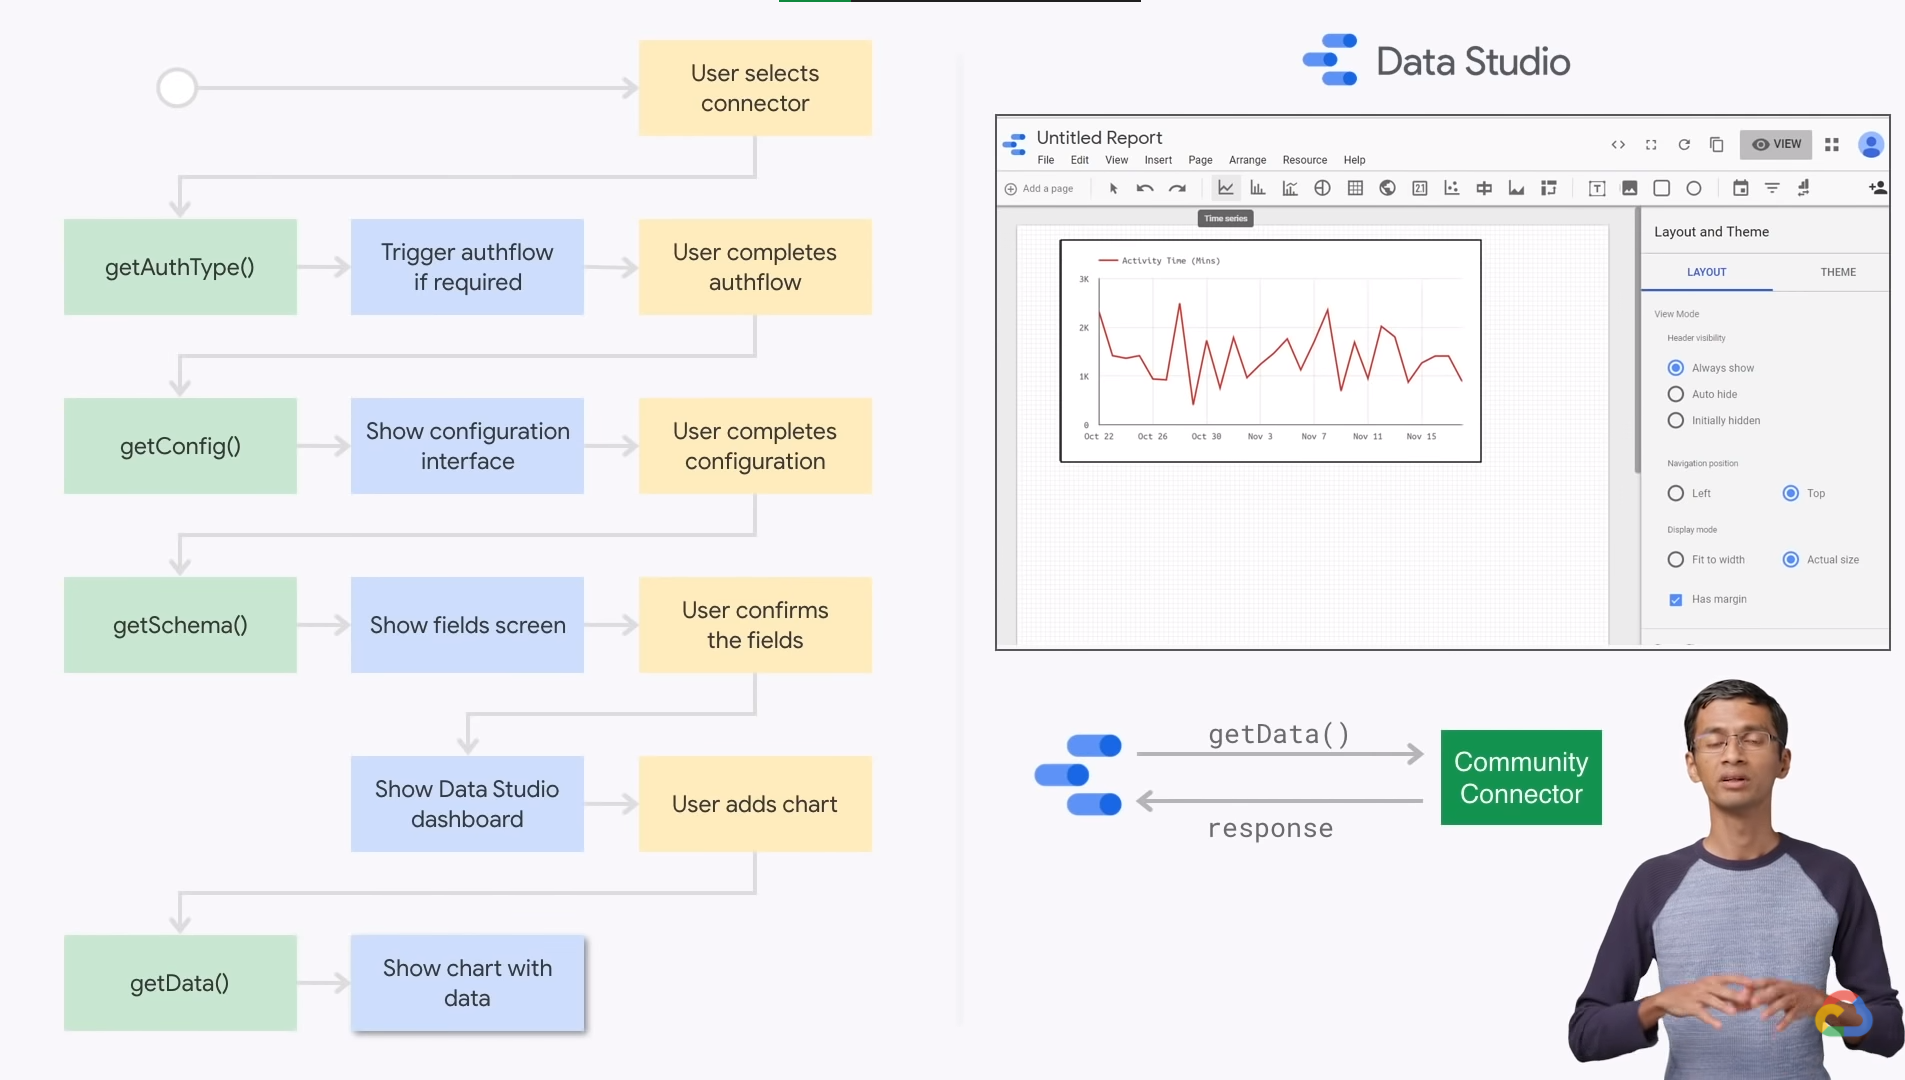 User selects
connector
getAuthType()
Trigger authflow
if required
User completes
authflow
getConfig()
Show configuration
interface
User completes
configuration
getSchema()
Show fields screen
User confirms
the fields
Show Data Studio
dashboard
User adds chart
getData()
Show chart with
data
Data Studio
Untitled Report
File Edit View Insert Page Arrange Resource Help
VIEW
Add a page
Time series
Activity Time (Mins)
3K
2K
1K
0
Oct 22 Oct 26 Oct 30 Nov 3 Nov 7 Nov 11 Nov 15
Layout and Theme
LAYOUT THEME
View Mode
Header visibility
Always show
Auto hide
Initially hidden
Navigation position
Left Top
Display mode
Fit to width Actual size
Has margin
getData()
response
Community
Connector